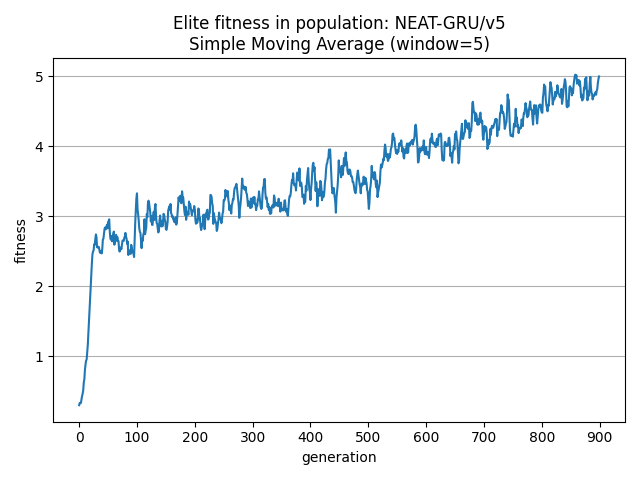 Elite fitness in population: NEAT-GRU/v5
Simple Moving Average (window=5)
fitness
5
4
3
2
1
0 100 200 300 400 500 600 700 800 900
generation